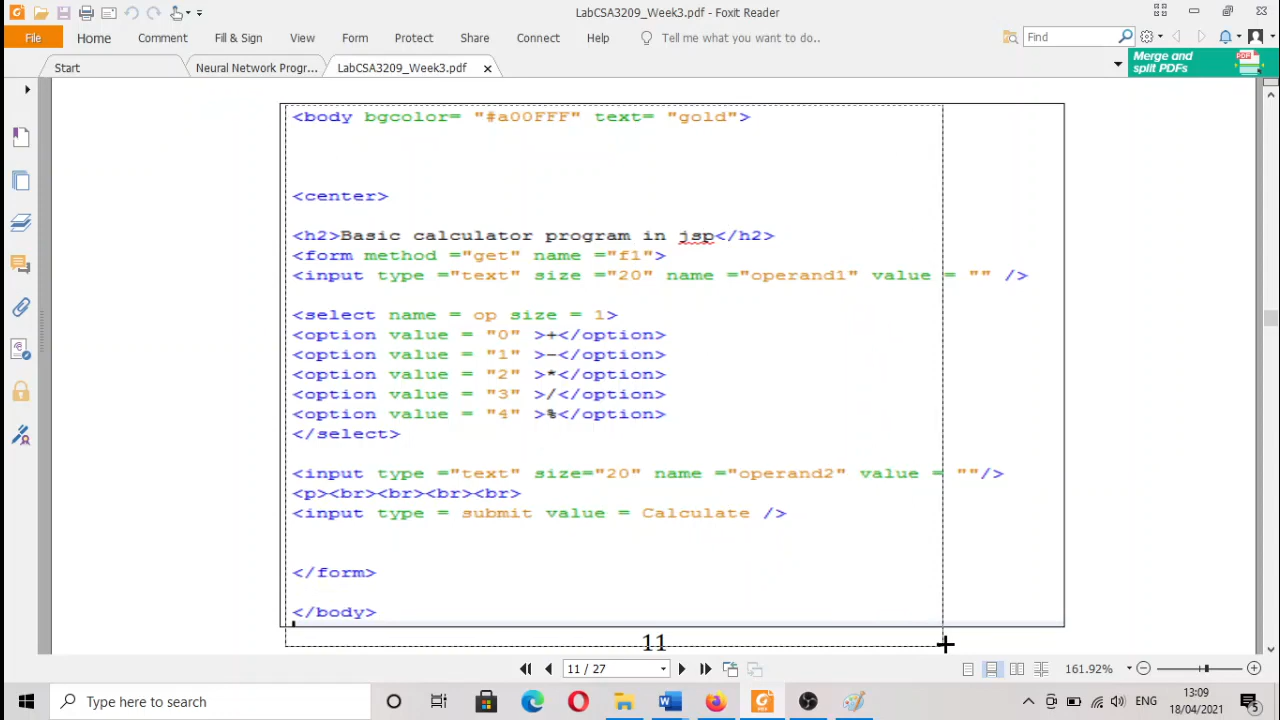 LabCSA3209_Week3.pdf - Foxit Reader
File Home Comment Fill & Sign View Form Protect Share Connect Help Tell me what you want to do.. Find
Start Neural Network Progr... LabCSA3209_Week3.pdf
Merge and
split PDFs
<body bgcolor= "#a00FFF" text= "gold">
<center>
<h2>Basic calculator program in jsp</h2>
<form method ="get" name ="f1">
<input type ="text" size ="20" name ="operand1" value = "" />
<select name = op size = 1>
<option value = "0" >+</option>
<option value = "1" >-</option>
<option value = "2" >*</option>
<option value = "3" >/</option>
<option value = "4" >%</option>
</select>
<input type ="text" size="20" name ="operand2" value = ""/>
<p><br><br><br><br>
<input type = submit value = Calculate />
</form>
</body>
11
11 / 27 161.92%
Type here to search ENG 13:09
18/04/2021 5